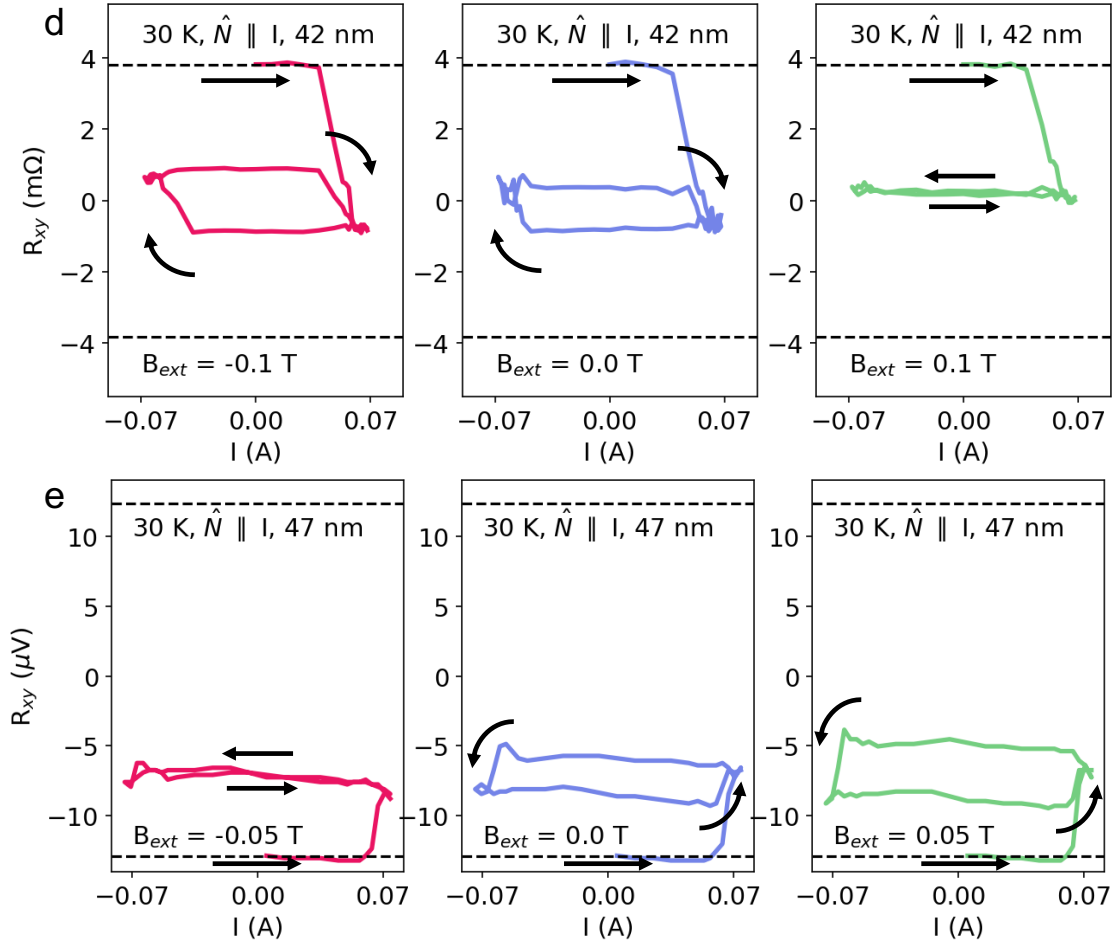 d
30 K, N̂ ∥ I, 42 nm
30 K, N̂ ∥ I, 42 nm
30 K, N̂ ∥ I, 42 nm
4
2
0
−2
−4
4
2
0
−2
−4
4
2
0
−2
−4
Rxy (mΩ)
Bext = -0.1 T
Bext = 0.0 T
Bext = 0.1 T
−0.07 0.00 0.07
−0.07 0.00 0.07
−0.07 0.00 0.07
I (A)
I (A)
I (A)
e
30 K, N̂ ∥ I, 47 nm
30 K, N̂ ∥ I, 47 nm
30 K, N̂ ∥ I, 47 nm
10
5
0
−5
−10
10
5
0
−5
−10
10
5
0
−5
−10
Rxy (μV)
Bext = -0.05 T
Bext = 0.0 T
Bext = 0.05 T
−0.07 0.00 0.07
−0.07 0.00 0.07
−0.07 0.00 0.07
I (A)
I (A)
I (A)